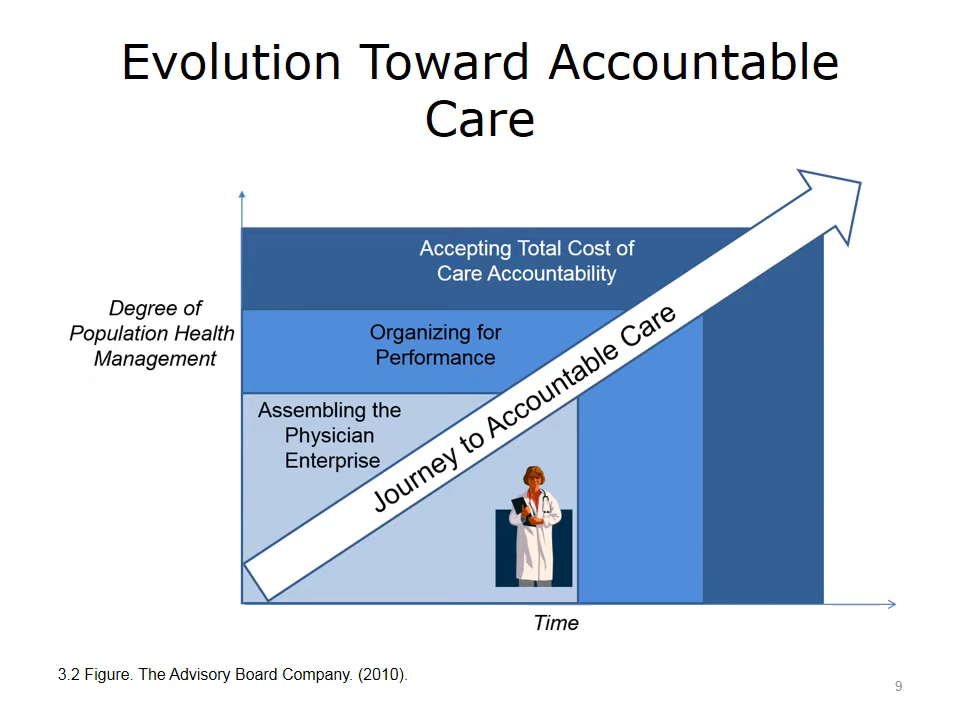 Evolution Toward Accountable
Care
Accepting Total Cost of
Care Accountability
Degree of
Population Health
Management
Organizing for
Performance
Assembling the
Physician
Enterprise
Journey to Accountable Care
Time
3.2 Figure. The Advisory Board Company. (2010).
9